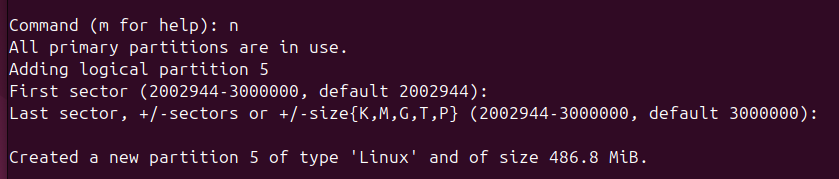 Command (m for help): n
All primary partitions are in use.
Adding logical partition 5
First sector (2002944-3000000, default 2002944):
Last sector, +/-sectors or +/-size{K,M,G,T,P} (2002944-3000000, default 3000000):
Created a new partition 5 of type 'Linux' and of size 486.8 MiB.